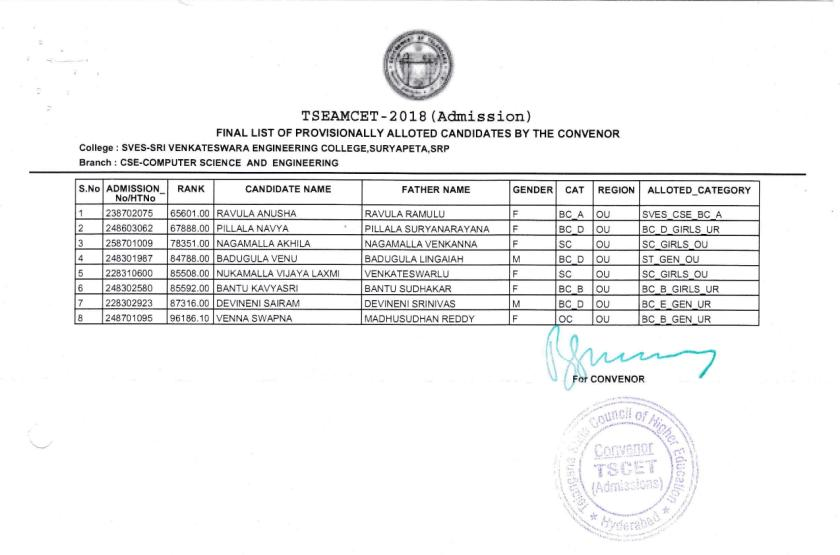 TSEAMCET-2018(Admission)
FINAL LIST OF PROVISIONALLY ALLOTED CANDIDATES BY THE CONVENOR
College : SVES-SRI VENKATESWARA ENGINEERING COLLEGE,SURYAPETA,SRP
Branch : CSE-COMPUTER SCIENCE AND ENGINEERING
S.No ADMISSION_No/HTNo RANK CANDIDATE NAME FATHER NAME GENDER CAT REGION ALLOTED_CATEGORY
1 238702075 65601.00 RAVULA ANUSHA RAVULA RAMULU F BC_A OU SVES_CSE_BC_A
2 248603062 67888.00 PILLALA NAVYA PILLALA SURYANARAYANA F BC_D OU BC_D_GIRLS_UR
3 258701009 78351.00 NAGAMALLA AKHILA NAGAMALLA VENKANNA F SC OU SC_GIRLS_OU
4 248301987 84788.00 BADUGULA VENU BADUGULA LINGAIAH M BC_D OU ST_GEN_OU
5 228310600 85508.00 NUKAMALLA VIJAYA LAXMI VENKATESWARLU F SC OU SC_GIRLS_OU
6 248302580 85592.00 BANTU KAVYASRI BANTU SUDHAKAR F BC_B OU BC_B_GIRLS_UR
7 228302923 87316.00 DEVINENI SAIRAM DEVINENI SRINIVAS M BC_D OU BC_E_GEN_UR
8 248701095 96186.10 VENNA SWAPNA MADHUSUDHAN REDDY F OC OU BC_B_GEN_UR
For CONVENOR
Telangana State Council of Higher Education
Convenor
TSCET
(Admissions)
* Hyderabad *